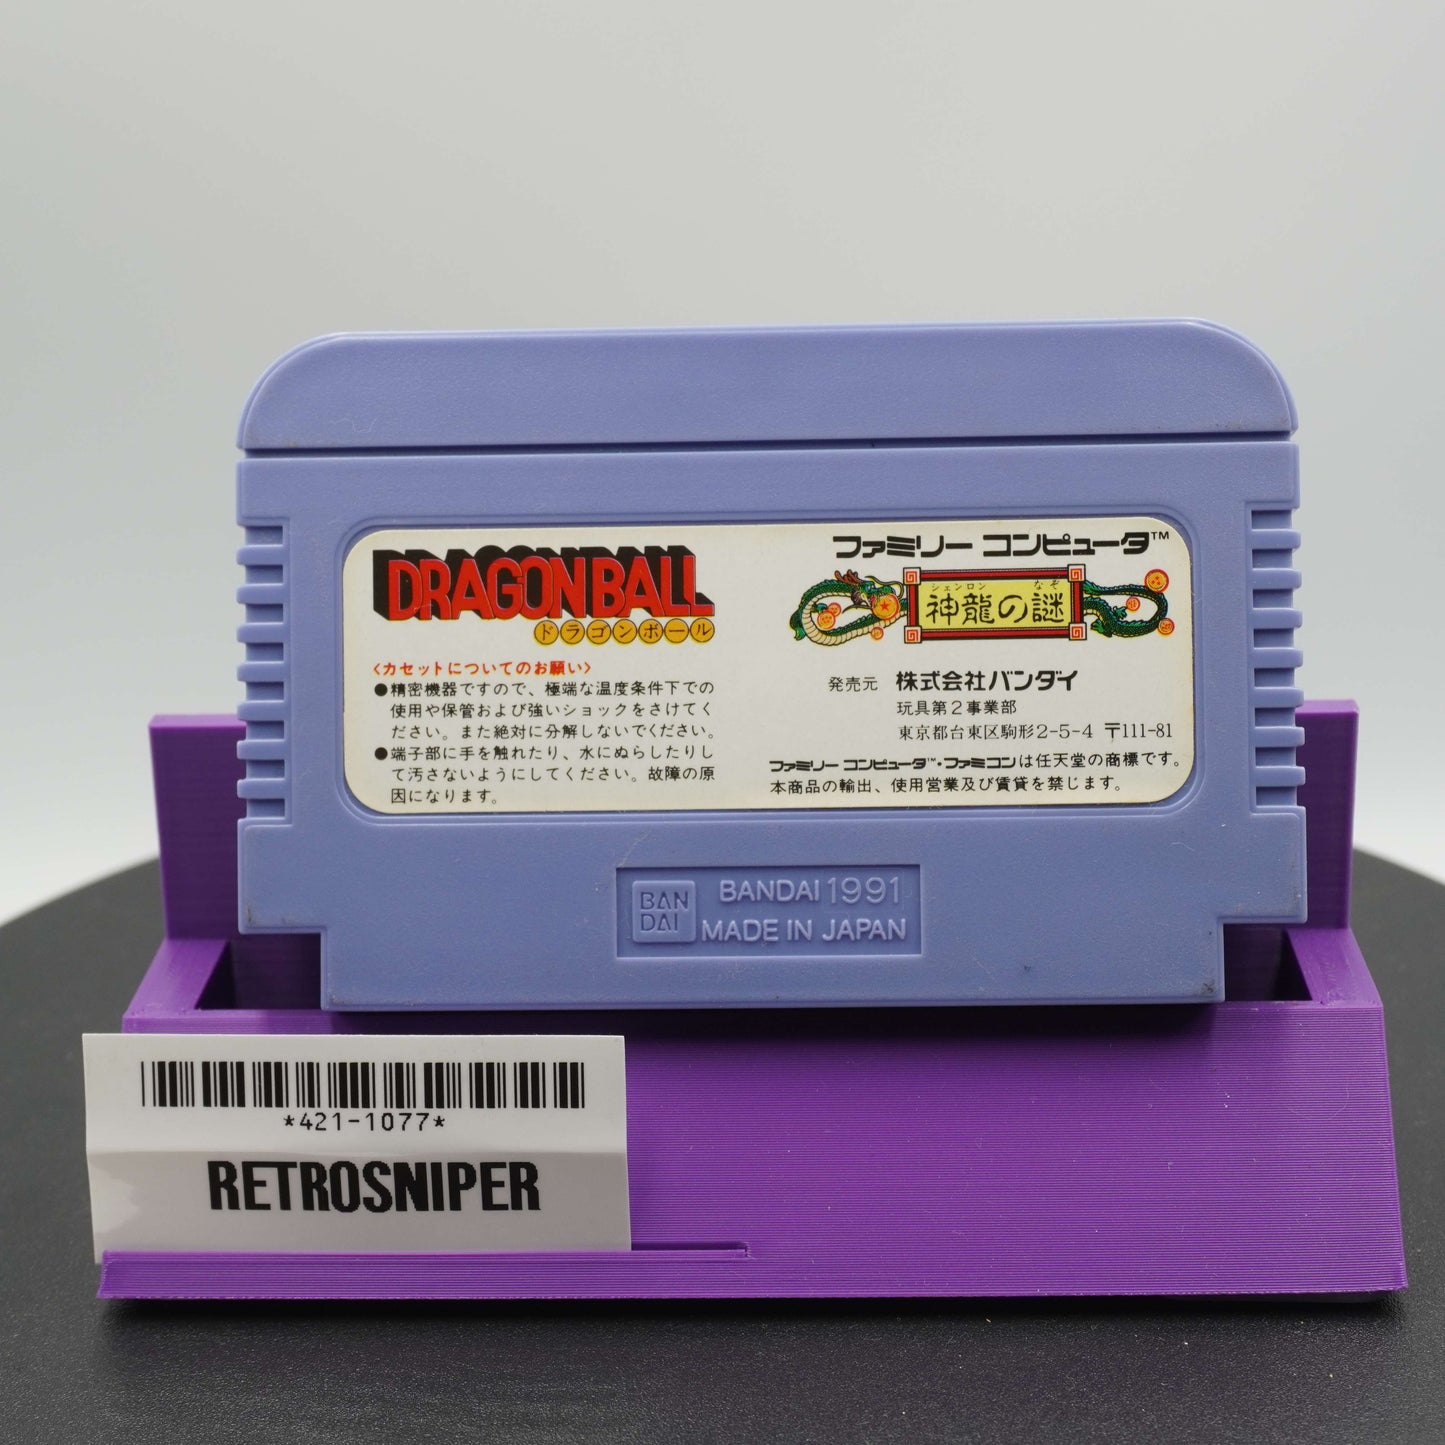 DRAGONBALL
ドラゴンボール
〈カセットについてのお願い〉
●精密機器ですので、極端な温度条件下での
使用や保管および強いショックをさけてく
ださい。また絶対に分解しないでください。
●端子部に手を触れたり、水にぬらしたりし
て汚さないようにしてください。故障の原
因になります。
ファミリー コンピュータ™
シェンロン なぞ
神龍の謎
発売元 株式会社バンダイ
玩具第2事業部
東京都台東区駒形2-5-4 〒111-81
ファミリー コンピュータ™・ファミコンは任天堂の商標です。
本商品の輸出、使用営業及び賃貸を禁じます。
BAN
DAI
BANDAI 1991
MADE IN JAPAN
*421-1077*
RETROSNIPER